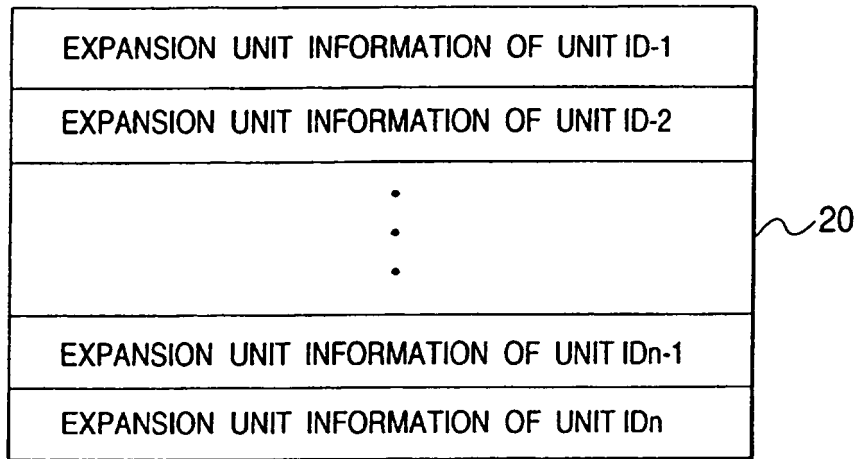 EXPANSION UNIT INFORMATION OF UNIT ID-1
EXPANSION UNIT INFORMATION OF UNIT ID-2
20
EXPANSION UNIT INFORMATION OF UNIT IDn-1
EXPANSION UNIT INFORMATION OF UNIT IDn